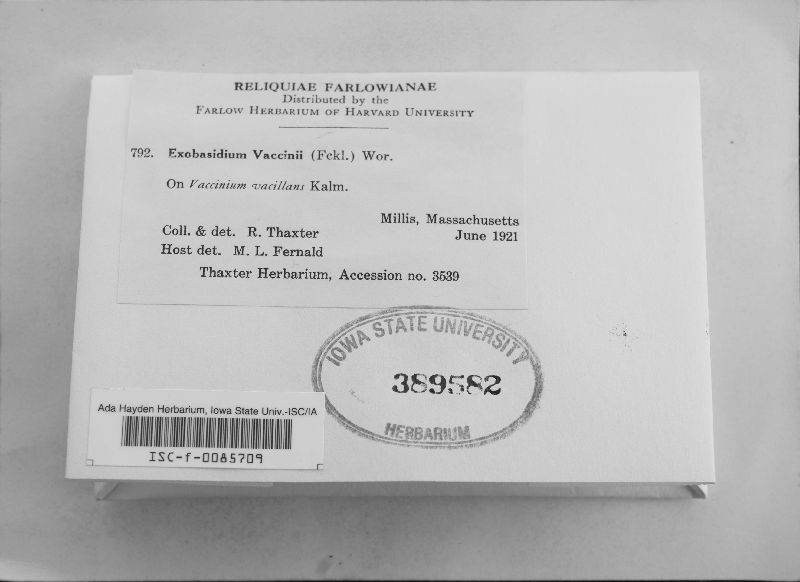 RELIQUIAE FARLOWIANAE
Distributed by the
FARLOW HERBARIUM OF HARVARD UNIVERSITY
792. Exobasidium Vaccinii (Fckl.) Wor.
On Vaccinium vacillans Kalm.
Millis, Massachusetts
Coll. & det. R. Thaxter
June 1921
Host det. M. L. Fernald
Thaxter Herbarium, Accession no. 3539
IOWA STATE UNIVERSITY
389582
HERBARIUM
Ada Hayden Herbarium, Iowa State Univ.-ISC/IA
ISC-f-0085709